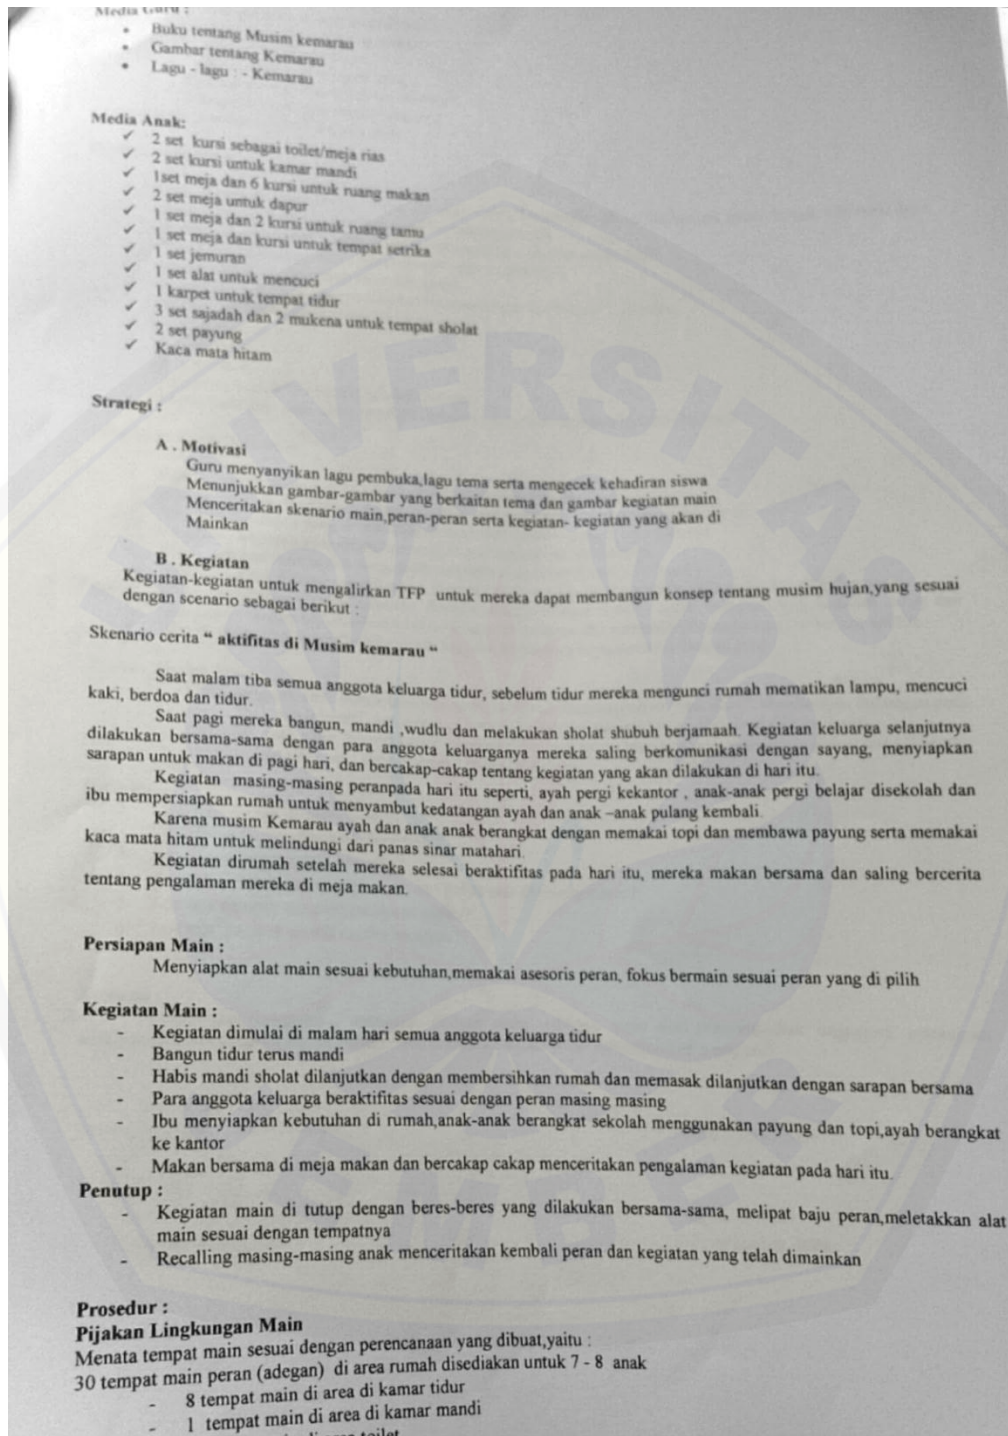 Media Guru :
• Buku tentang Musim kemarau
• Gambar tentang Kemarau
• Lagu - lagu : - Kemarau
Media Anak:
✓ 2 set kursi sebagai toilet/meja rias
✓ 2 set kursi untuk kamar mandi
✓ 1set meja dan 6 kursi untuk ruang makan
✓ 2 set meja untuk dapur
✓ 1 set meja dan 2 kursi untuk ruang tamu
✓ 1 set meja dan kursi untuk tempat setrika
✓ 1 set jemuran
✓ 1 set alat untuk mencuci
✓ 1 karpet untuk tempat tidur
✓ 3 set sajadah dan 2 mukena untuk tempat sholat
✓ 2 set payung
✓ Kaca mata hitam
Strategi :
A . Motivasi
Guru menyanyikan lagu pembuka,lagu tema serta mengecek kehadiran siswa
Menunjukkan gambar-gambar yang berkaitan tema dan gambar kegiatan main
Menceritakan skenario main,peran-peran serta kegiatan- kegiatan yang akan di
Mainkan
B . Kegiatan
Kegiatan-kegiatan untuk mengalirkan TFP untuk mereka dapat membangun konsep tentang musim hujan,yang sesuai
dengan scenario sebagai berikut :
Skenario cerita “ aktifitas di Musim kemarau “
Saat malam tiba semua anggota keluarga tidur, sebelum tidur mereka mengunci rumah mematikan lampu, mencuci
kaki, berdoa dan tidur.
Saat pagi mereka bangun, mandi ,wudlu dan melakukan sholat shubuh berjamaah. Kegiatan keluarga selanjutnya
dilakukan bersama-sama dengan para anggota keluarganya mereka saling berkomunikasi dengan sayang, menyiapkan
sarapan untuk makan di pagi hari, dan bercakap-cakap tentang kegiatan yang akan dilakukan di hari itu.
Kegiatan masing-masing peranpada hari itu seperti, ayah pergi kekantor , anak-anak pergi belajar disekolah dan
ibu mempersiapkan rumah untuk menyambut kedatangan ayah dan anak –anak pulang kembali.
Karena musim Kemarau ayah dan anak anak berangkat dengan memakai topi dan membawa payung serta memakai
kaca mata hitam untuk melindungi dari panas sinar matahari.
Kegiatan dirumah setelah mereka selesai beraktifitas pada hari itu, mereka makan bersama dan saling bercerita
tentang pengalaman mereka di meja makan.
Persiapan Main :
Menyiapkan alat main sesuai kebutuhan,memakai asesoris peran, fokus bermain sesuai peran yang di pilih
Kegiatan Main :
- Kegiatan dimulai di malam hari semua anggota keluarga tidur
- Bangun tidur terus mandi
- Habis mandi sholat dilanjutkan dengan membersihkan rumah dan memasak dilanjutkan dengan sarapan bersama
- Para anggota keluarga beraktifitas sesuai dengan peran masing masing
- Ibu menyiapkan kebutuhan di rumah,anak-anak berangkat sekolah menggunakan payung dan topi,ayah berangkat
ke kantor
- Makan bersama di meja makan dan bercakap cakap menceritakan pengalaman kegiatan pada hari itu.
Penutup :
- Kegiatan main di tutup dengan beres-beres yang dilakukan bersama-sama, melipat baju peran,meletakkan alat
main sesuai dengan tempatnya
- Recalling masing-masing anak menceritakan kembali peran dan kegiatan yang telah dimainkan
Prosedur :
Pijakan Lingkungan Main
Menata tempat main sesuai dengan perencanaan yang dibuat,yaitu :
30 tempat main peran (adegan) di area rumah disediakan untuk 7 - 8 anak
- 8 tempat main di area di kamar tidur
- 1 tempat main di area di kamar mandi
toilet
UNIVERSITAS